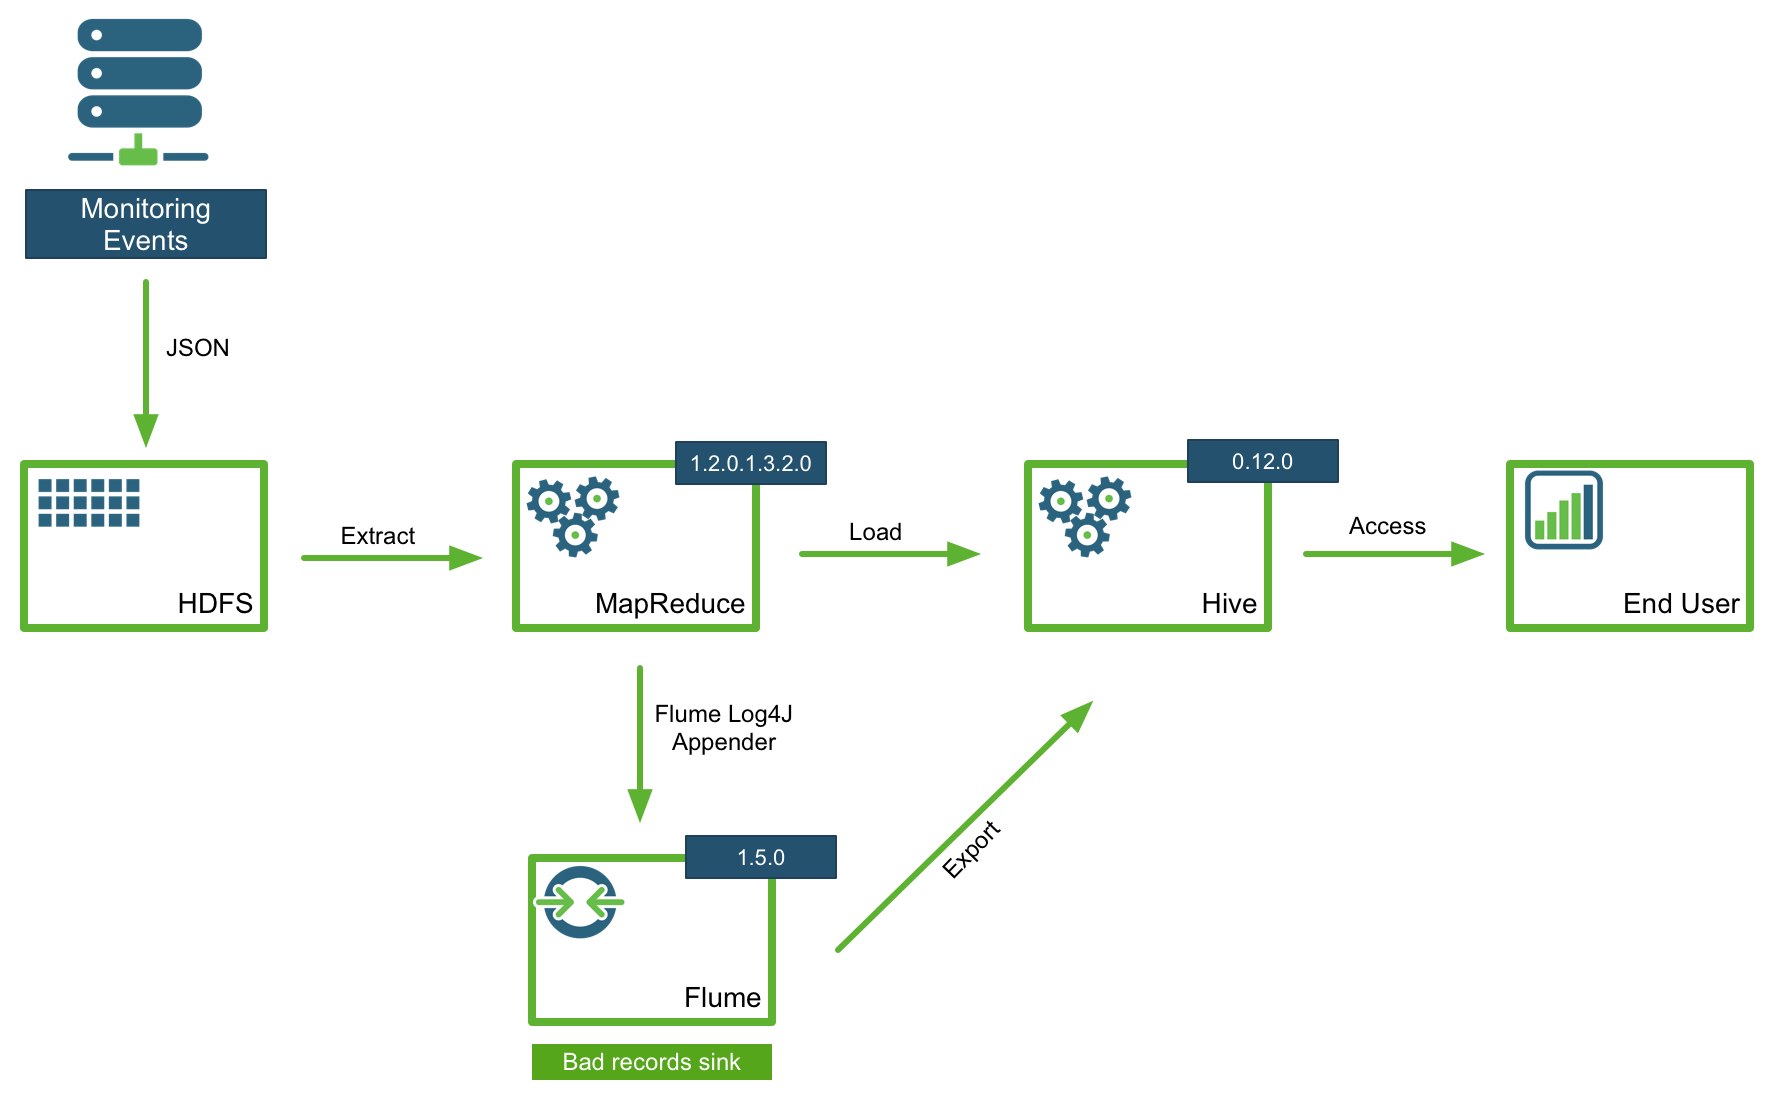 Monitoring
Events
JSON
HDFS
Extract
1.2.0.1.3.2.0
MapReduce
Load
0.12.0
Hive
Access
End User
Flume Log4J
Appender
Export
1.5.0
Flume
Bad records sink